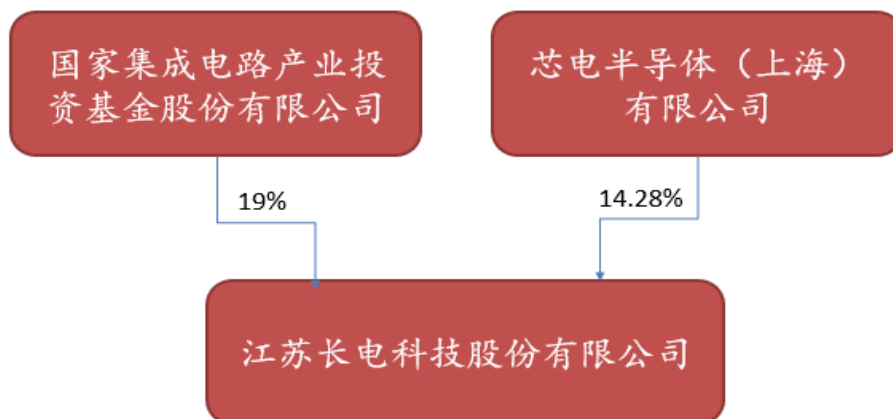 国家集成电路产业投
资基金股份有限公司
芯电半导体（上海）
有限公司
19%
14.28%
江苏长电科技股份有限公司